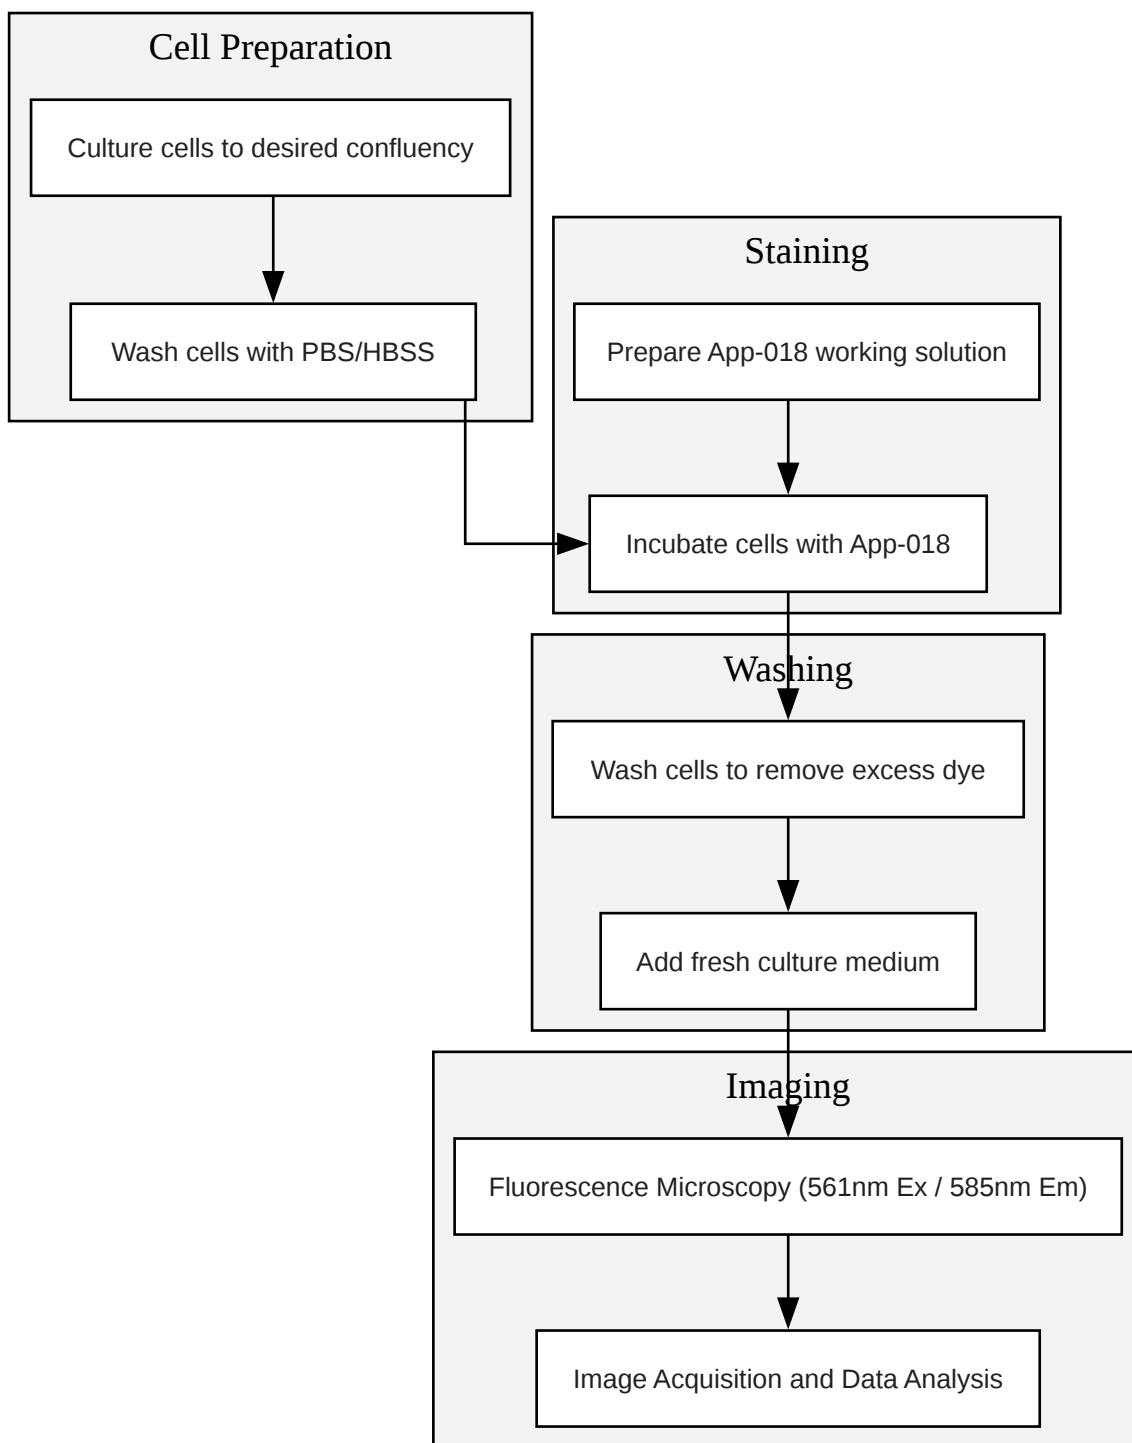 Cell Preparation
Culture cells to desired confluency
Wash cells with PBS/HBSS
Staining
Prepare App-018 working solution
Incubate cells with App-018
Washing
Wash cells to remove excess dye
Add fresh culture medium
Imaging
Fluorescence Microscopy (561nm Ex / 585nm Em)
Image Acquisition and Data Analysis